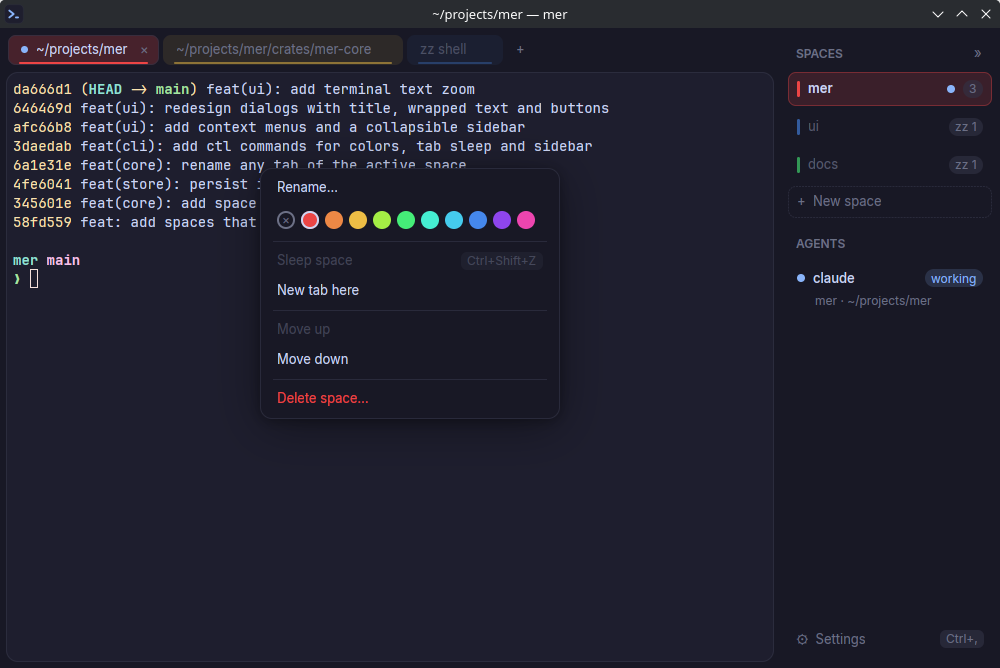 ~/projects/mer — mer
~/projects/mer ×
~/projects/mer/crates/mer-core
zz shell
+
da666d1 (HEAD → main) feat(ui): add terminal text zoom
646469d feat(ui): redesign dialogs with title, wrapped text and buttons
afc66b8 feat(ui): add context menus and a collapsible sidebar
3daedab feat(cli): add ctl commands for colors, tab sleep and sidebar
6a1e31e feat(core): rename any tab of the active space
4fe6041 feat(store): persist
345601e feat(core): add space
58fd559 feat: add spaces that
mer main
❯
Rename...
Sleep space Ctrl+Shift+Z
New tab here
Move up
Move down
Delete space...
SPACES »
mer 3
ui zz 1
docs zz 1
+ New space
AGENTS
claude working
mer · ~/projects/mer
Settings Ctrl+,